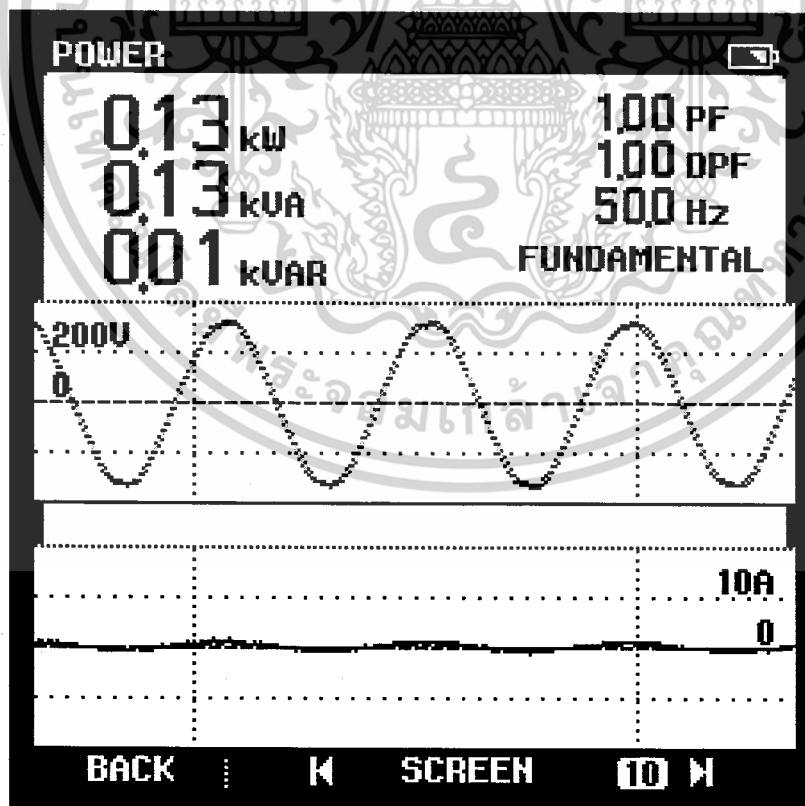 POWER
0.13 kW
0.13 kVA
0.01 kVAR
1.00 PF
1.00 DPF
50.0 Hz
FUNDAMENTAL
200V
0
10A
0
BACK
SCREEN
10